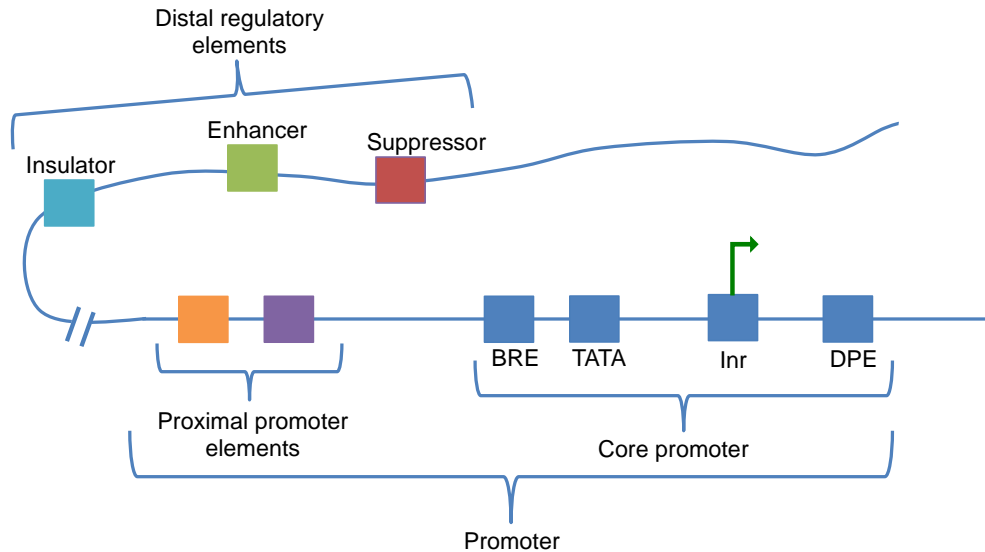 Distal regulatory
elements
Enhancer
Suppressor
Insulator
BRE
TATA
Inr
DPE
Proximal promoter
elements
Core promoter
Promoter